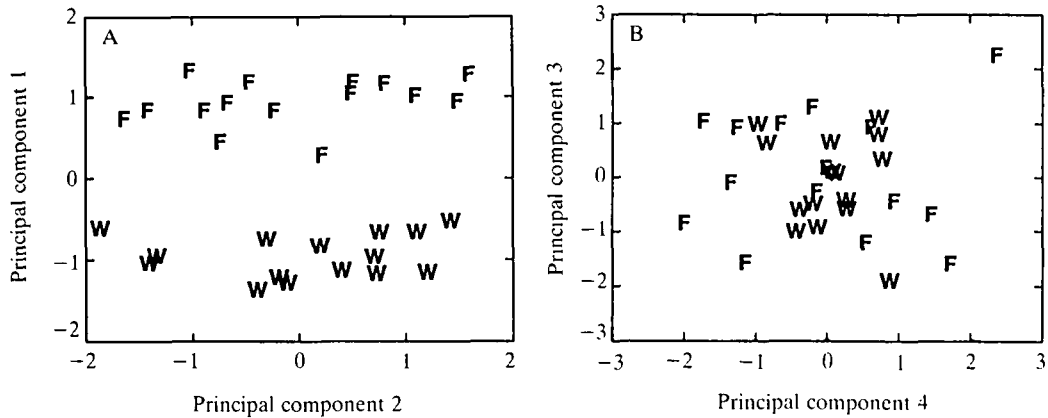 A
Principal component 1
2
1
0
−1
−2
F F F F F F F F F F F F F F F
W W W W W W W W W W W W W W W
−2 −1 0 1 2
Principal component 2
B
Principal component 3
3
2
1
0
−1
−2
−3
−4 −3 −2 −1 0 1 2 3
Principal component 4